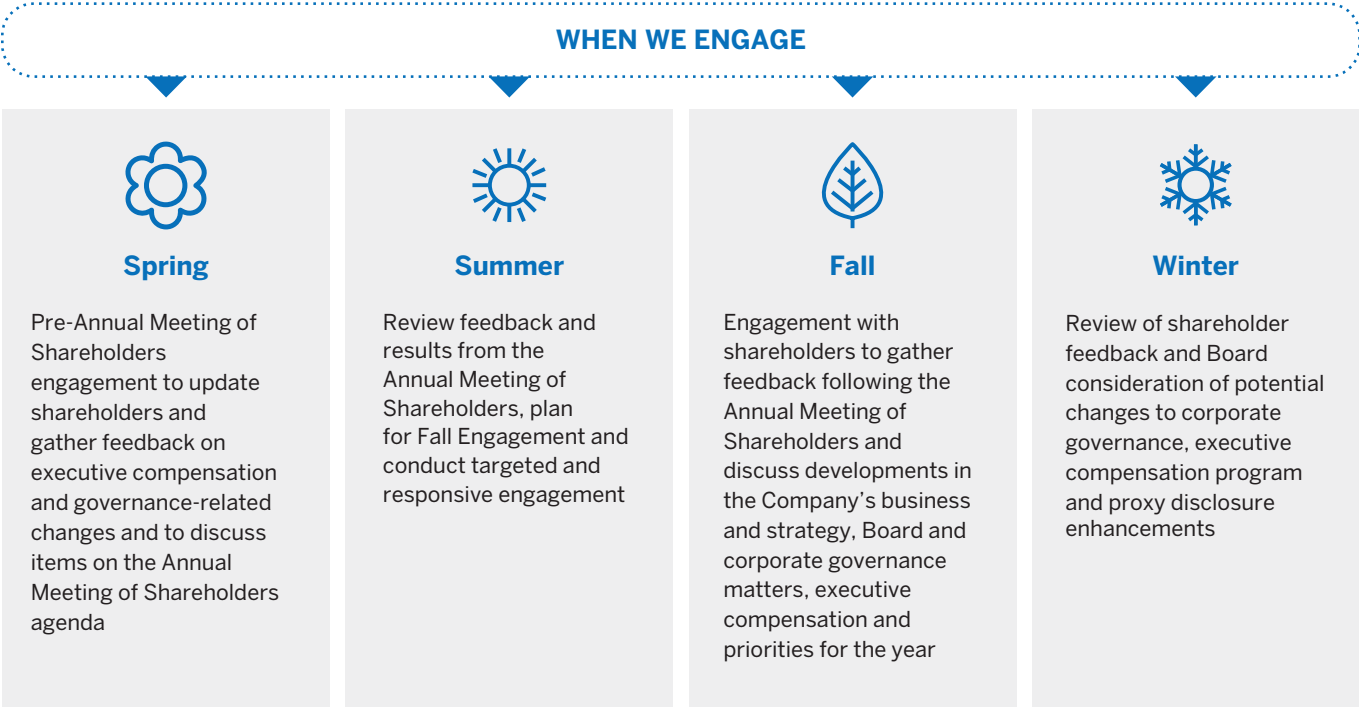 WHEN WE ENGAGE
Spring
Pre-Annual Meeting of
Shareholders
engagement to update
shareholders and
gather feedback on
executive compensation
and governance-related
changes and to discuss
items on the Annual
Meeting of Shareholders
agenda
Summer
Review feedback and
results from the
Annual Meeting of
Shareholders, plan
for Fall Engagement and
conduct targeted and
responsive engagement
Fall
Engagement with
shareholders to gather
feedback following the
Annual Meeting of
Shareholders and
discuss developments in
the Company’s business
and strategy, Board and
corporate governance
matters, executive
compensation and
priorities for the year
Winter
Review of shareholder
feedback and Board
consideration of potential
changes to corporate
governance, executive
compensation program
and proxy disclosure
enhancements